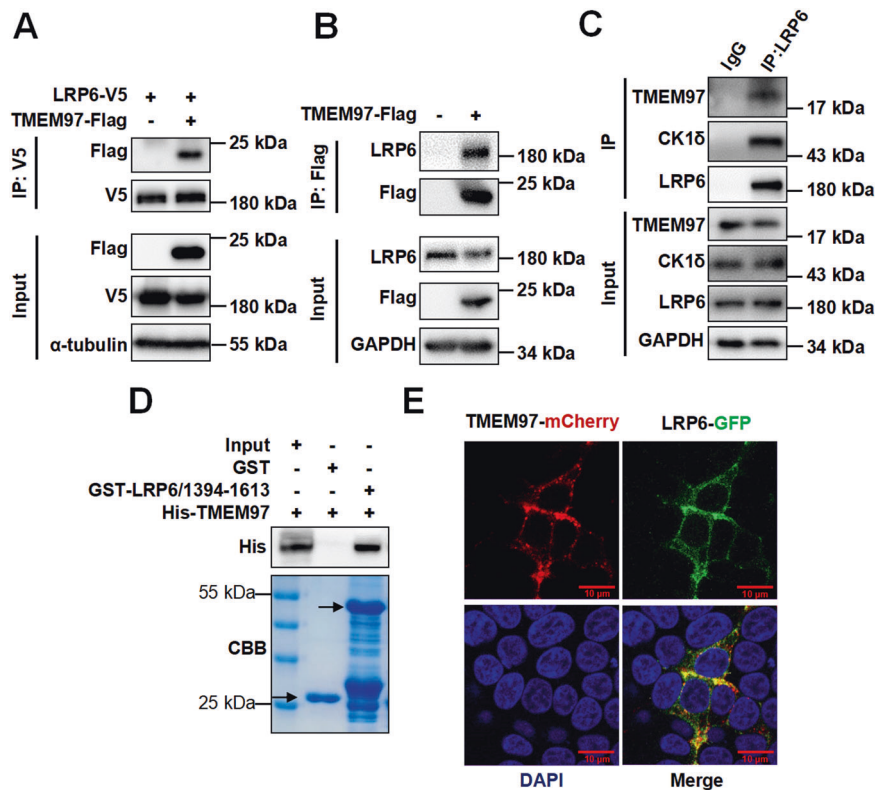 A
LRP6-V5 + +
TMEM97-Flag - +
IP: V5
Flag
25 kDa
V5
180 kDa
Input
Flag
25 kDa
V5
180 kDa
α-tubulin
55 kDa
B
TMEM97-Flag - +
IP: Flag
LRP6
180 kDa
25 kDa
Flag
Input
LRP6
180 kDa
25 kDa
Flag
GAPDH
34 kDa
C
IgG
IP:LRP6
IP
TMEM97
17 kDa
CK1δ
43 kDa
LRP6
180 kDa
Input
TMEM97
17 kDa
CK1δ
43 kDa
LRP6
180 kDa
GAPDH
34 kDa
D
Input + - -
GST - + -
GST-LRP6/1394-1613 - - +
His-TMEM97 + + +
His
55 kDa
CBB
25 kDa
E
TMEM97-mCherry
LRP6-GFP
10 µm
10 µm
10 µm
10 µm
DAPI
Merge